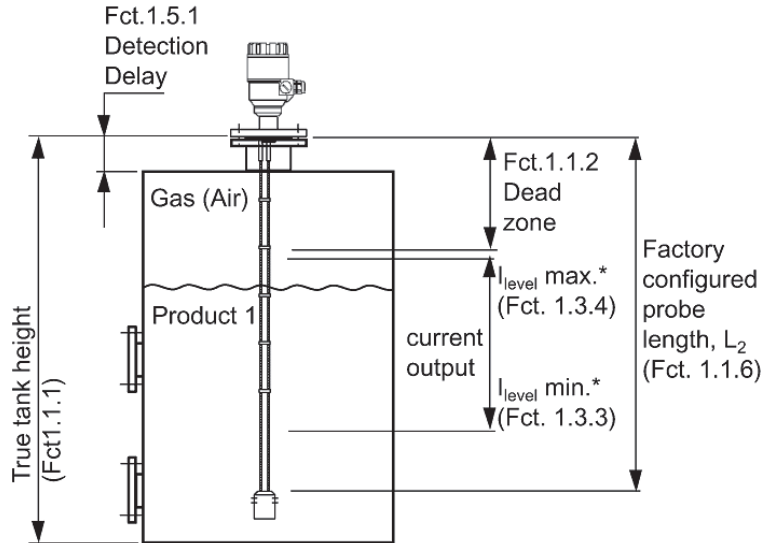 Fct.1.5.1
Detection
Delay
Gas (Air)
Product 1
True tank height
(Fct1.1.1)
Fct.1.1.2
Dead
zone
Ilevel max.*
(Fct. 1.3.4)
current
output
Ilevel min.*
(Fct. 1.3.3)
Factory
configured
probe
length, L2
(Fct. 1.1.6)